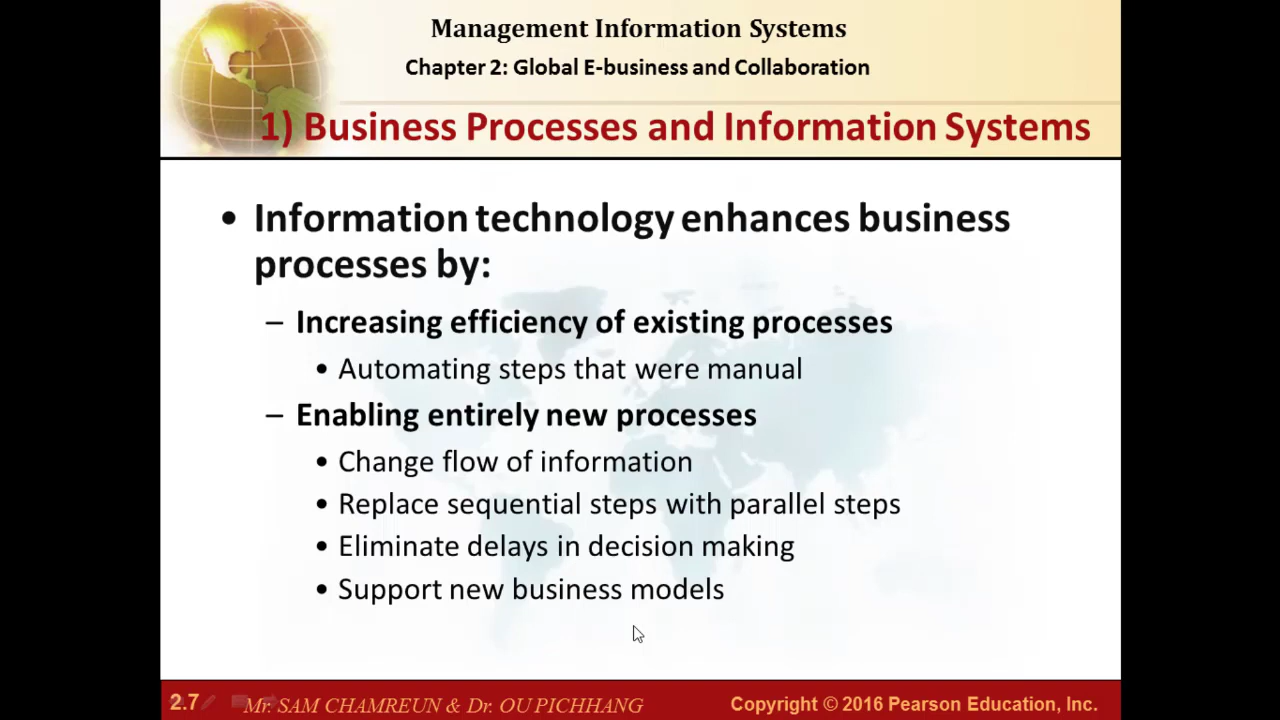 Management Information Systems
Chapter 2: Global E-business and Collaboration
1) Business Processes and Information Systems
• Information technology enhances business
processes by:
– Increasing efficiency of existing processes
• Automating steps that were manual
– Enabling entirely new processes
• Change flow of information
• Replace sequential steps with parallel steps
• Eliminate delays in decision making
• Support new business models
2.7
Mr. SAM CHAMREUN & Dr. OU PICHHANG
Copyright © 2016 Pearson Education, Inc.